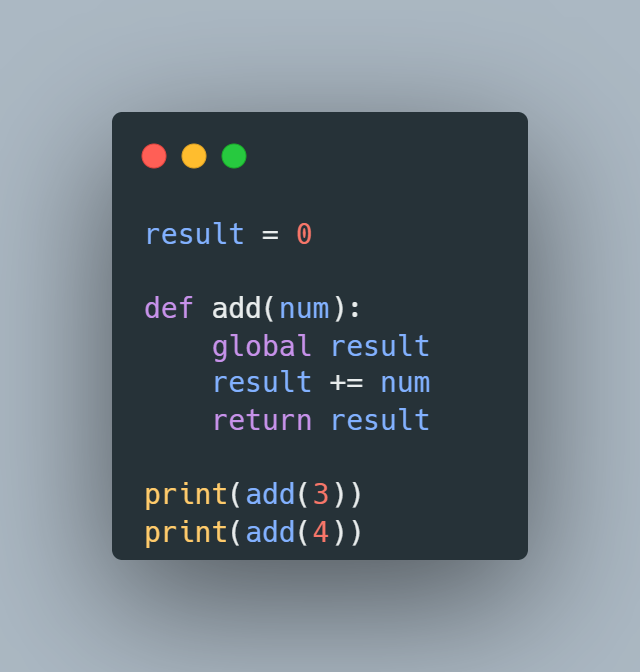 result = 0
def add(num):
    global result
    result += num
    return result
print(add(3))
print(add(4))